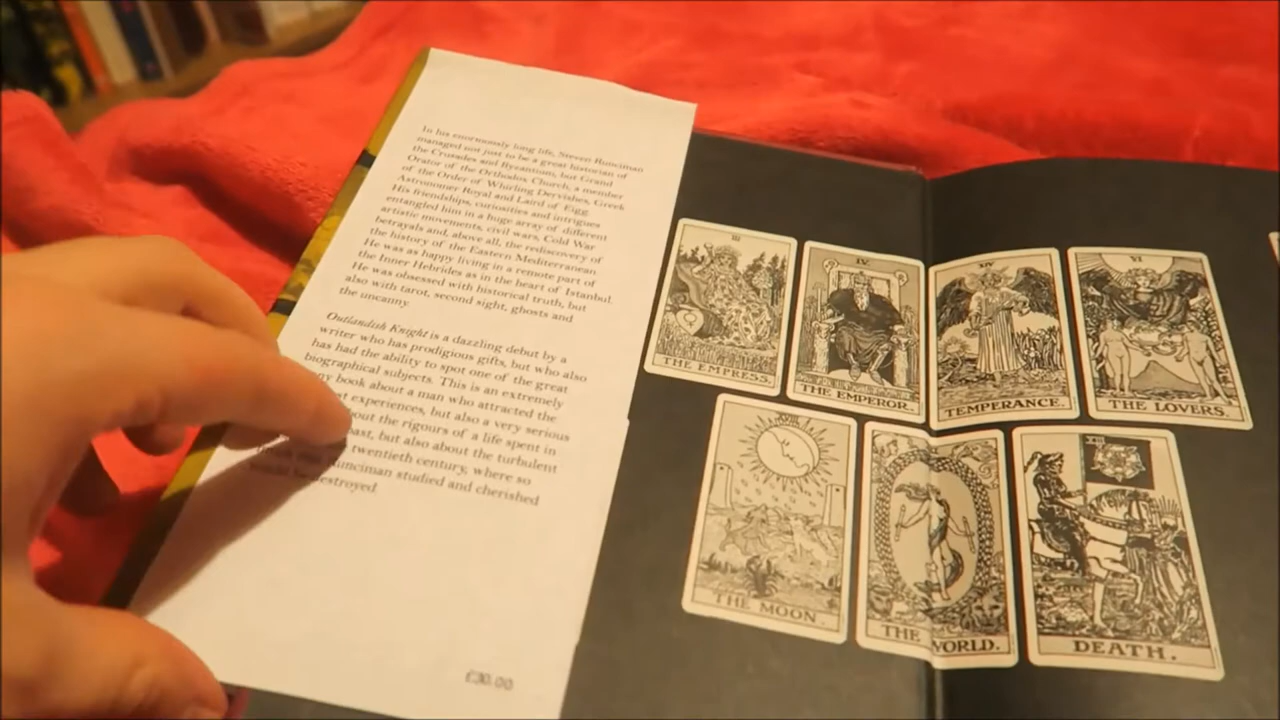 In his enormously long life, Steven Runciman
managed not just to be a great historian of
the Crusades and Byzantium, but Grand
Orator of the Orthodox Church, a member
of the Order of Whirling Dervishes, Greek
Astronomer Royal and Laird of Eigg.
His friendships, curiosities and intrigues
entangled him in a huge array of different
artistic movements, civil wars, Cold War
betrayals and, above all, the rediscovery of
the history of the Eastern Mediterranean.
He was as happy living in a remote part of
the Inner Hebrides as in the heart of Istanbul.
He was obsessed with historical truth, but
also with tarot, second sight, ghosts and
the uncanny.
Outlandish Knight is a dazzling debut by a
writer who has prodigious gifts, but who also
has had the ability to spot one of the great
biographical subjects. This is an extremely
book about a man who attracted the
experiences, but also a very serious
about the rigours of a life spent in
past, but also about the turbulent
twentieth century, where so
Runciman studied and cherished
destroyed
£30.00
III
THE EMPRESS.
IV
THE EMPEROR.
XIV
TEMPERANCE.
VI
THE LOVERS.
XVIII
THE MOON.
THE WORLD.
XIII
DEATH.